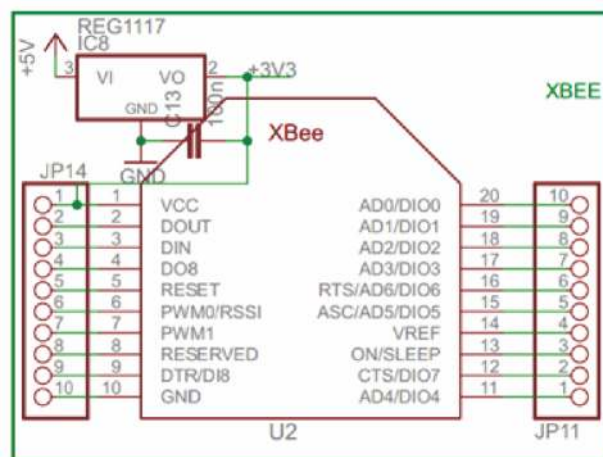 REG1117
IC8
+5V
3 VI VO 2
+3V3
GND
C13
100n
XBEE
XBee
GND
JP14
1 1 VCC AD0/DIO0 20 10
2 2 DOUT AD1/DIO1 19 9
3 3 DIN AD2/DIO2 18 8
4 4 DO8 AD3/DIO3 17 7
5 5 RESET RTS/AD6/DIO6 16 6
6 6 PWM0/RSSI ASC/AD5/DIO5 15 5
7 7 PWM1 VREF 14 4
8 8 RESERVED ON/SLEEP 13 3
9 9 DTR/DI8 CTS/DIO7 12 2
10 10 GND AD4/DIO4 11 1
U2
JP11